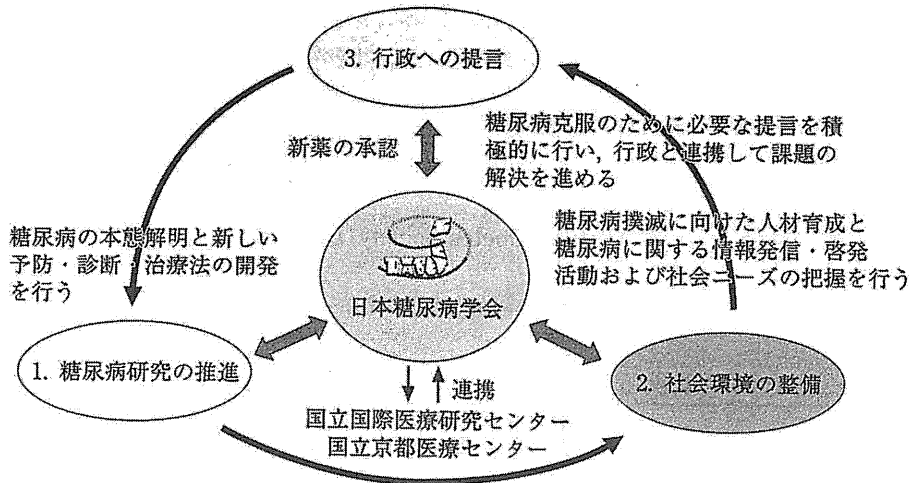 3. 行政への提言
新薬の承認
糖尿病克服のために必要な提言を積
極的に行い, 行政と連携して課題の
解決を進める
糖尿病の本態解明と新しい
予防・診断・治療法の開発
を行う
糖尿病撲滅に向けた人材育成と
糖尿病に関する情報発信・啓発
活動および社会ニーズの把握を行う
日本糖尿病学会
1. 糖尿病研究の推進
2. 社会環境の整備
連携
国立国際医療研究センター
国立京都医療センター